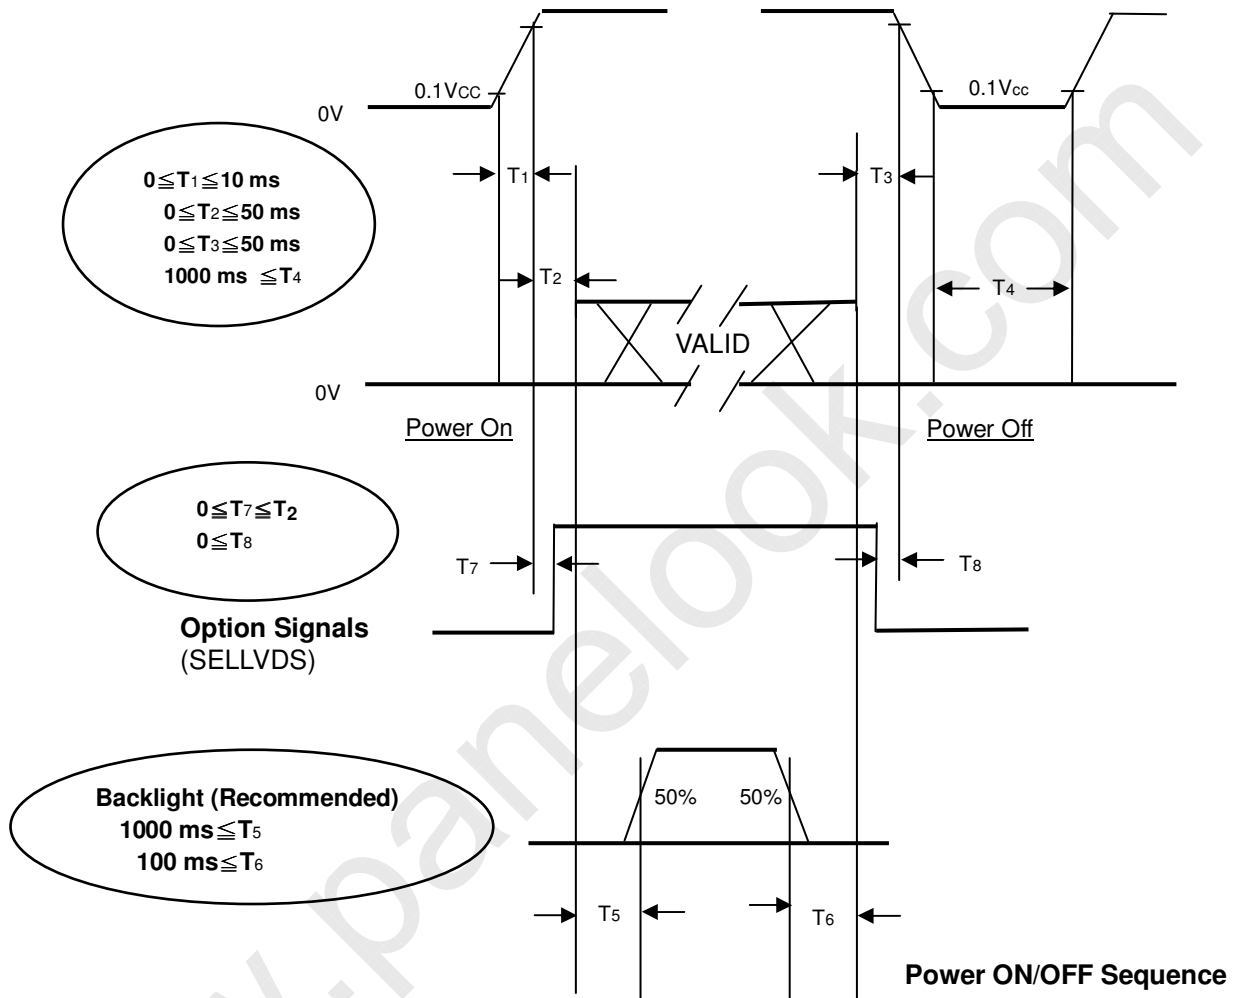 0.1Vcc
0.1Vcc
0V
0≦T1≦10 ms
0≦T2≦50 ms
0≦T3≦50 ms
1000 ms ≦T4
T1
T3
T2
T4
VALID
0V
Power On
Power Off
0≦T7≦T2
0≦T8
T7
T8
Option Signals
(SELLVDS)
Backlight (Recommended)
1000 ms≦T5
100 ms≦T6
50%
50%
T5
T6
Power ON/OFF Sequence
.panelook.com